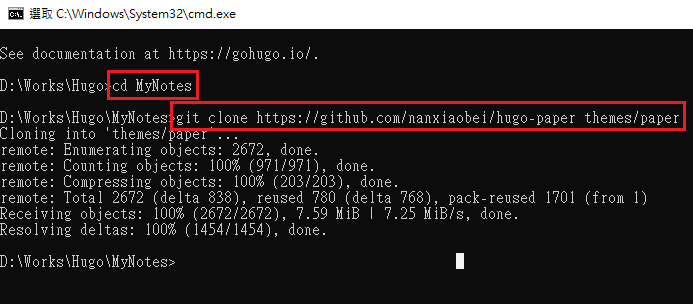 選取 C:\Windows\System32\cmd.exe
See documentation at https://gohugo.io/.
D:\Works\Hugo>cd MyNotes
D:\Works\Hugo\MyNotes>git clone https://github.com/nanxiaobei/hugo-paper themes/paper
Cloning into 'themes/paper'...
remote: Enumerating objects: 2672, done.
remote: Counting objects: 100% (971/971), done.
remote: Compressing objects: 100% (203/203), done.
remote: Total 2672 (delta 838), reused 780 (delta 768), pack-reused 1701 (from 1)
Receiving objects: 100% (2672/2672), 7.59 MiB | 7.25 MiB/s, done.
Resolving deltas: 100% (1454/1454), done.
D:\Works\Hugo\MyNotes>